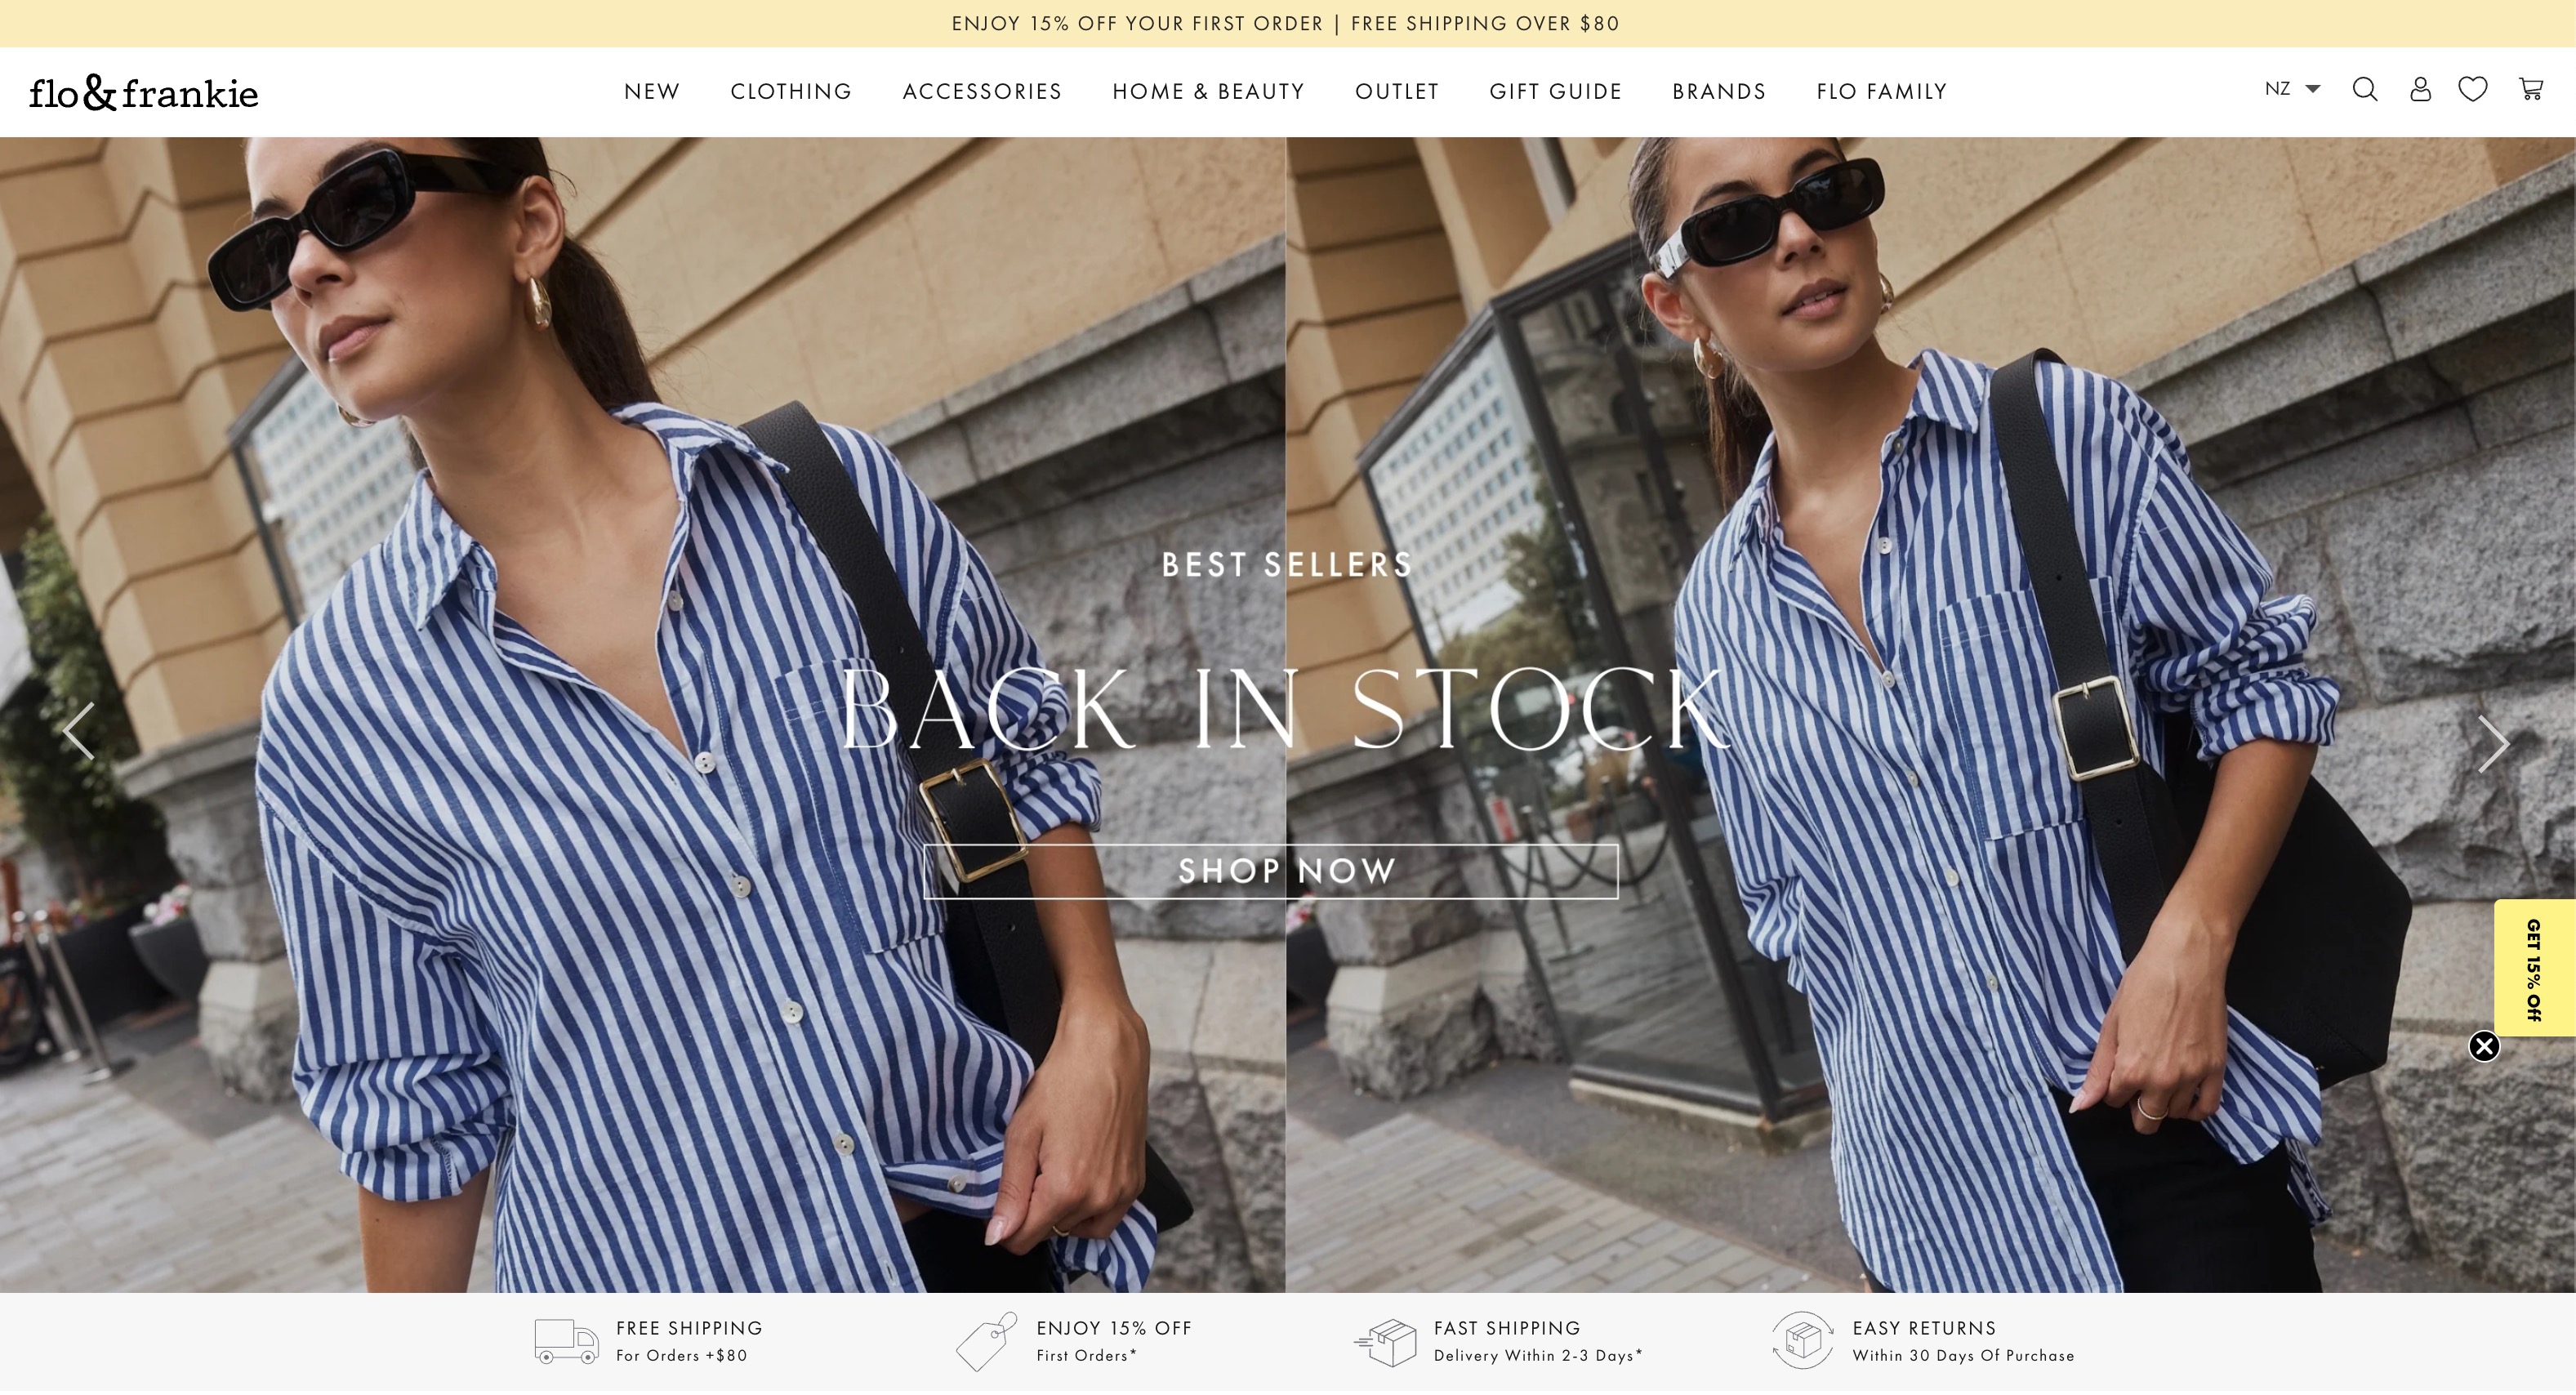 ENJOY 15% OFF YOUR FIRST ORDER | FREE SHIPPING OVER $80
flo&frankie
NEW CLOTHING ACCESSORIES HOME & BEAUTY OUTLET GIFT GUIDE BRANDS FLO FAMILY
NZ
BEST SELLERS
BACK IN STOCK
SHOP NOW
GET 15% Off
FREE SHIPPING
For Orders +$80
ENJOY 15% OFF
First Orders*
FAST SHIPPING
Delivery Within 2-3 Days*
EASY RETURNS
Within 30 Days Of Purchase